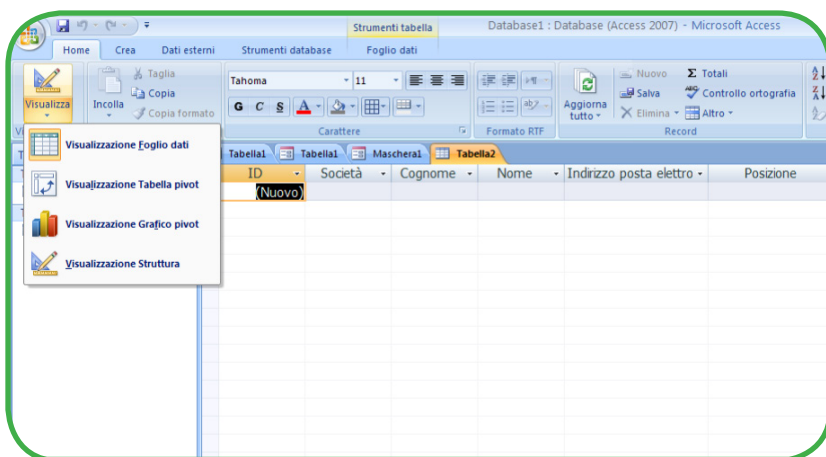 Strumenti tabella
Database1 : Database (Access 2007) - Microsoft Access
Home Crea Dati esterni Strumenti database Foglio dati
Visualizza
Incolla
Taglia
Copia
Copia formato
Tahoma 11
G C S A
Carattere
Formato RTF
Aggiorna
tutto
Nuovo
Salva
Elimina
Σ Totali
Controllo ortografia
Altro
Record
Visualizzazione Foglio dati
Visualizzazione Tabella pivot
Visualizzazione Grafico pivot
Visualizzazione Struttura
Tabella1 Tabella1 Maschera1 Tabella2
ID Società Cognome Nome Indirizzo posta elettro Posizione
(Nuovo)